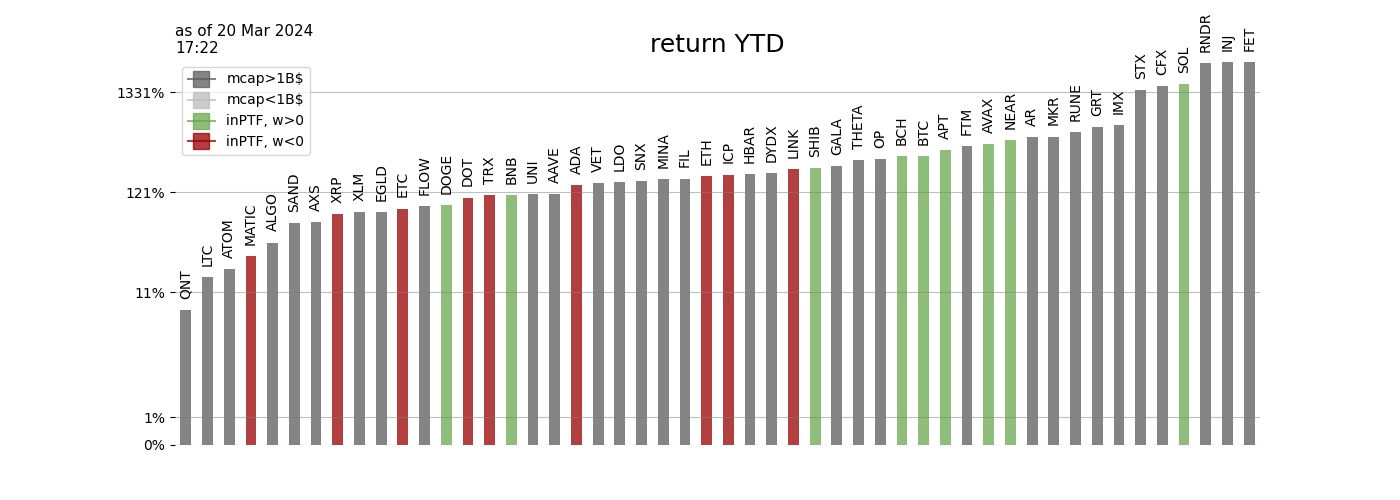 as of 20 Mar 2024
17:22
return YTD
mcap>1B$
mcap<1B$
inPTF, w>0
inPTF, w<0
1331%
121%
11%
1%
0%
QNT
LTC
ATOM
MATIC
ALGO
SAND
AXS
XRP
XLM
EGLD
ETC
FLOW
DOGE
DOT
TRX
BNB
UNI
AAVE
ADA
VET
LDO
SNX
MINA
FIL
ETH
ICP
HBAR
DYDX
LINK
SHIB
GALA
THETA
OP
BCH
BTC
APT
FTM
AVAX
NEAR
AR
MKR
RUNE
GRT
IMX
STX
CFX
SOL
RNDR
INJ
FET